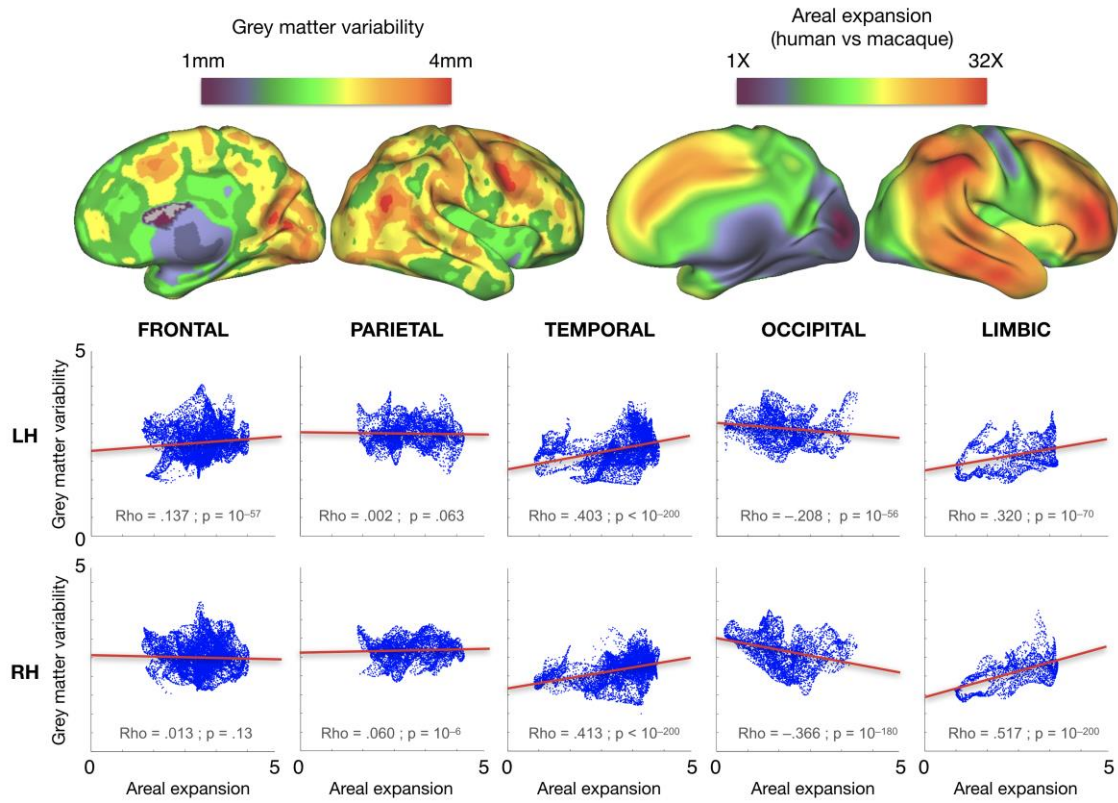 Grey matter variability
1mm 4mm
Areal expansion
(human vs macaque)
1X 32X
FRONTAL PARIETAL TEMPORAL OCCIPITAL LIMBIC
5
Grey matter variability
LH
0
Rho = .137 ; p = 10⁻⁵⁷
Rho = .002 ; p = .063
Rho = .403 ; p < 10⁻²⁰⁰
Rho = –.208 ; p = 10⁻⁵⁶
Rho = .320 ; p = 10⁻⁷⁰
5
Grey matter variability
RH
0
Rho = .013 ; p = .13
Rho = .060 ; p = 10⁻⁶
Rho = .413 ; p < 10⁻²⁰⁰
Rho = –.366 ; p = 10⁻¹⁸⁰
Rho = .517 ; p = 10⁻²⁰⁰
0 5 0 5 0 5 0 5 0 5
Areal expansion Areal expansion Areal expansion Areal expansion Areal expansion